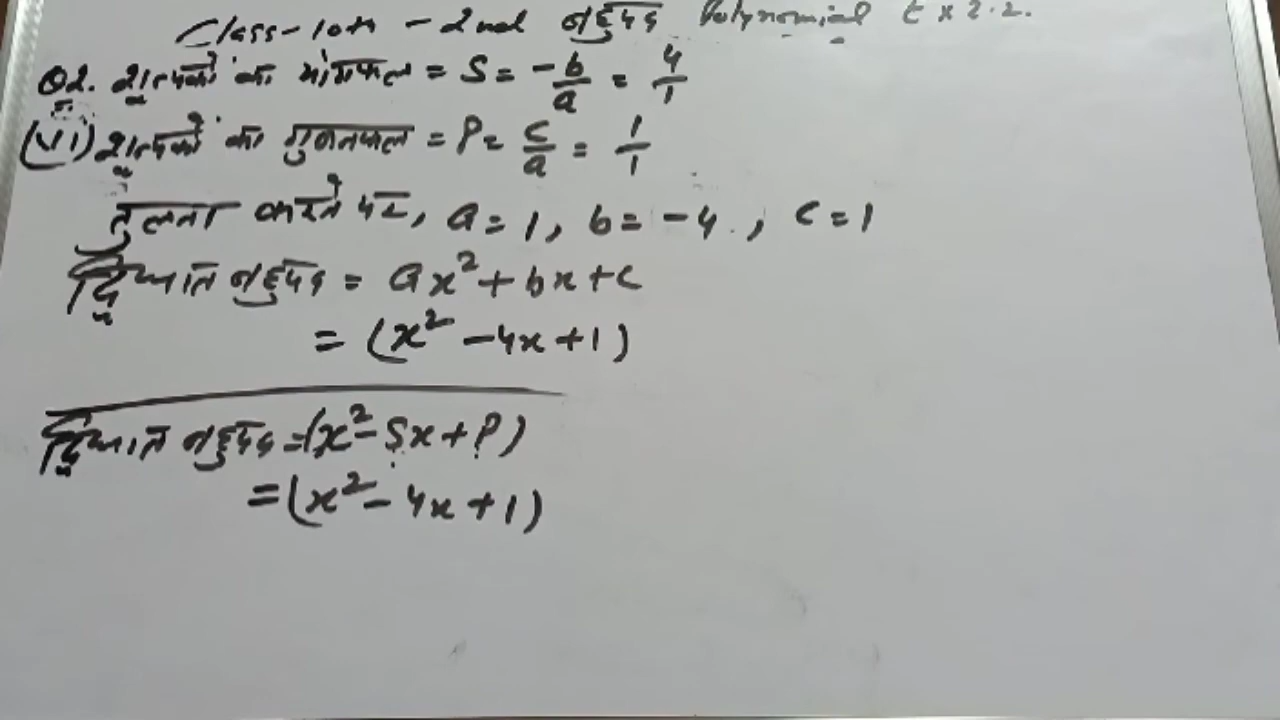 Class-10th - 2nd बहुपद Polynomial Ex 2.2.
Q2. शून्यकों का योगफल = S = -b/a = 4/1
(vi) शून्यकों का गुणनफल = P = c/a = 1/1
तुलना करने पर, a = 1, b = -4, c = 1
द्विघात बहुपद = ax² + bx + c
= (x² - 4x + 1)
द्विघात बहुपद = (x² - Sx + P)
= (x² - 4x + 1)